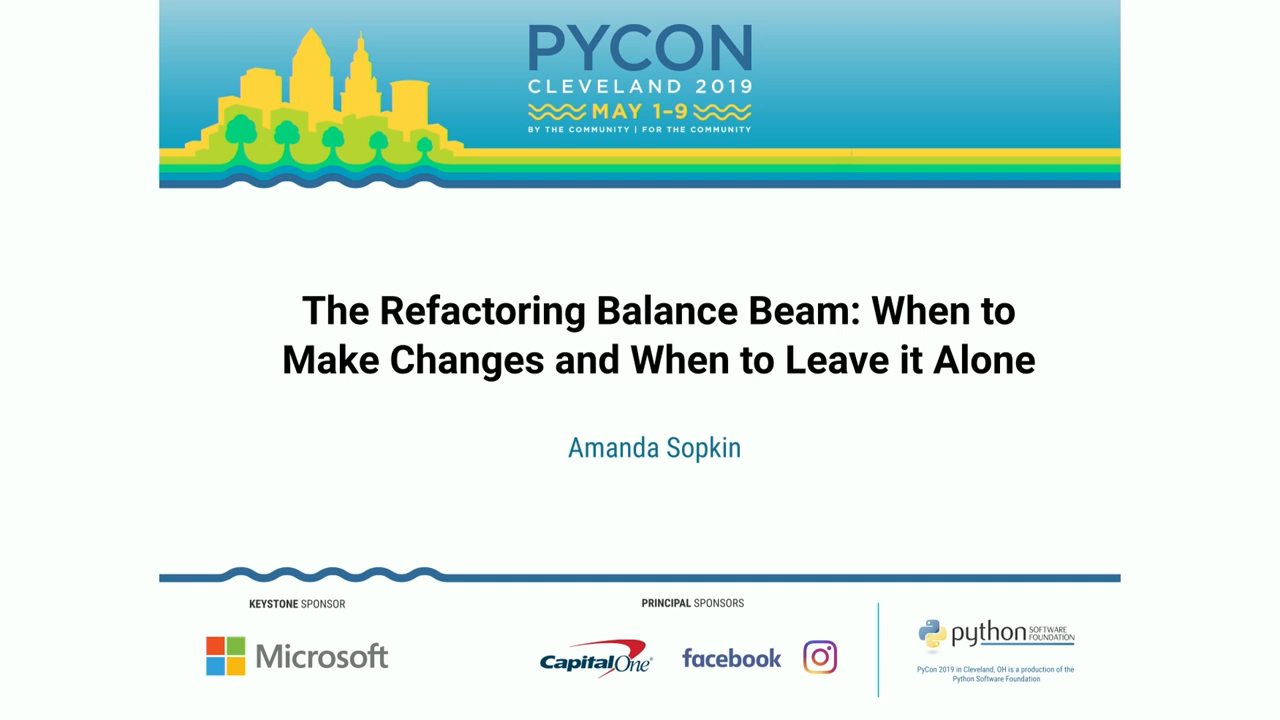 PYCON
CLEVELAND 2019
MAY 1-9
BY THE COMMUNITY | FOR THE COMMUNITY
The Refactoring Balance Beam: When to
Make Changes and When to Leave it Alone
Amanda Sopkin
KEYSTONE SPONSOR
Microsoft
PRINCIPAL SPONSORS
CapitalOne
facebook
python SOFTWARE FOUNDATION
PyCon 2019 in Cleveland, OH is a production of the
Python Software Foundation